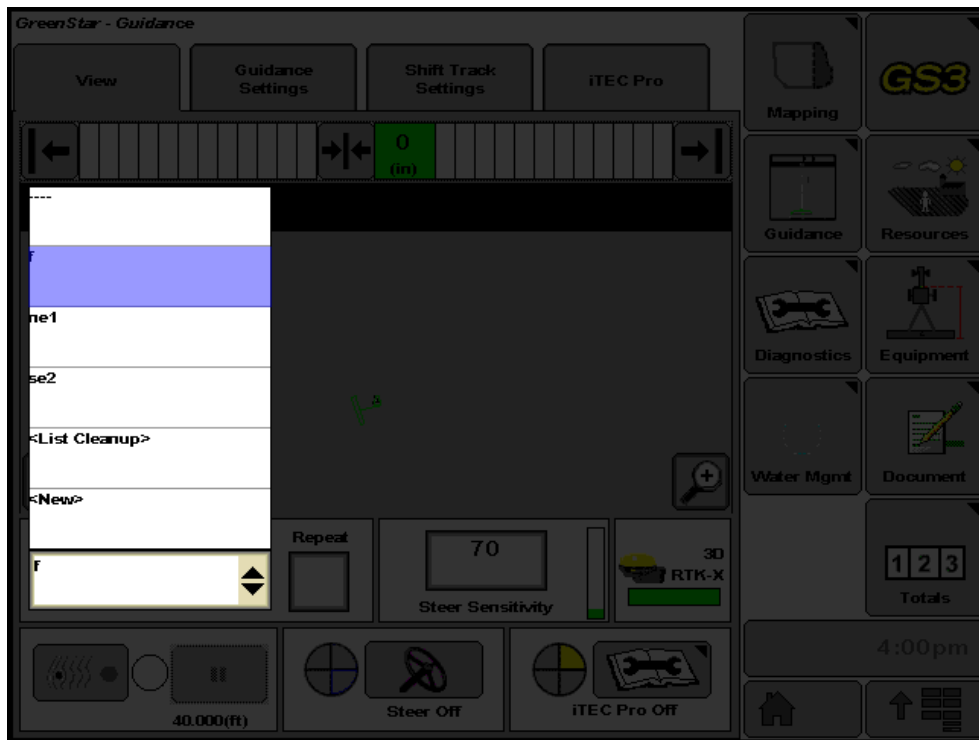 GreenStar - Guidance
View
Guidance
Settings
Shift Track
Settings
iTEC Pro
0
(in)
----
f
ne1
se2
<List Cleanup>
<New>
f
Repeat
70
Steer Sensitivity
3D
RTK-X
40.000(ft)
Steer Off
iTEC Pro Off
Mapping
GS3
Guidance
Resources
Diagnostics
Equipment
Water Mgmt
Document
1 2 3
Totals
4:00pm